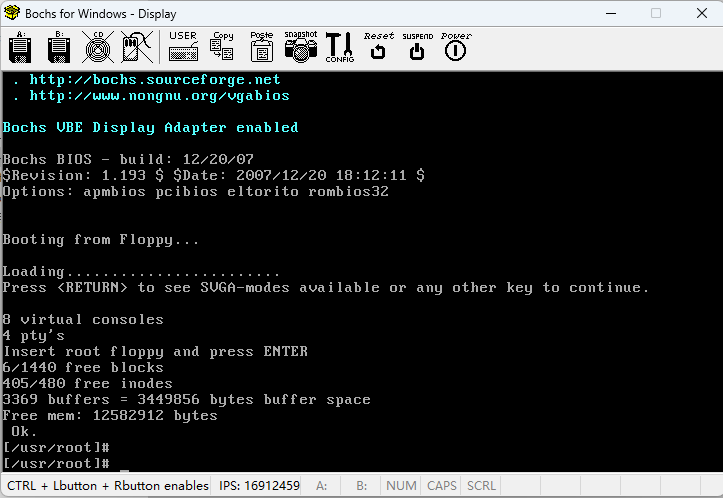 Bochs for Windows - Display
A: B: CD USER Copy Paste snapshot CONFIG Reset SUSPEND Power
. http://bochs.sourceforge.net
. http://www.nongnu.org/vgabios
Bochs VBE Display Adapter enabled
Bochs BIOS - build: 12/20/07
$Revision: 1.193 $ $Date: 2007/12/20 18:12:11 $
Options: apmbios pcibios eltorito rombios32
Booting from Floppy...
Loading........................
Press <RETURN> to see SVGA-modes available or any other key to continue.
8 virtual consoles
4 pty's
Insert root floppy and press ENTER
6/1440 free blocks
405/480 free inodes
3369 buffers = 3449856 bytes buffer space
Free mem: 12582912 bytes
Ok.
[/usr/root]#
[/usr/root]# _
CTRL + Lbutton + Rbutton enables IPS: 16912459 A: B: NUM CAPS SCRL